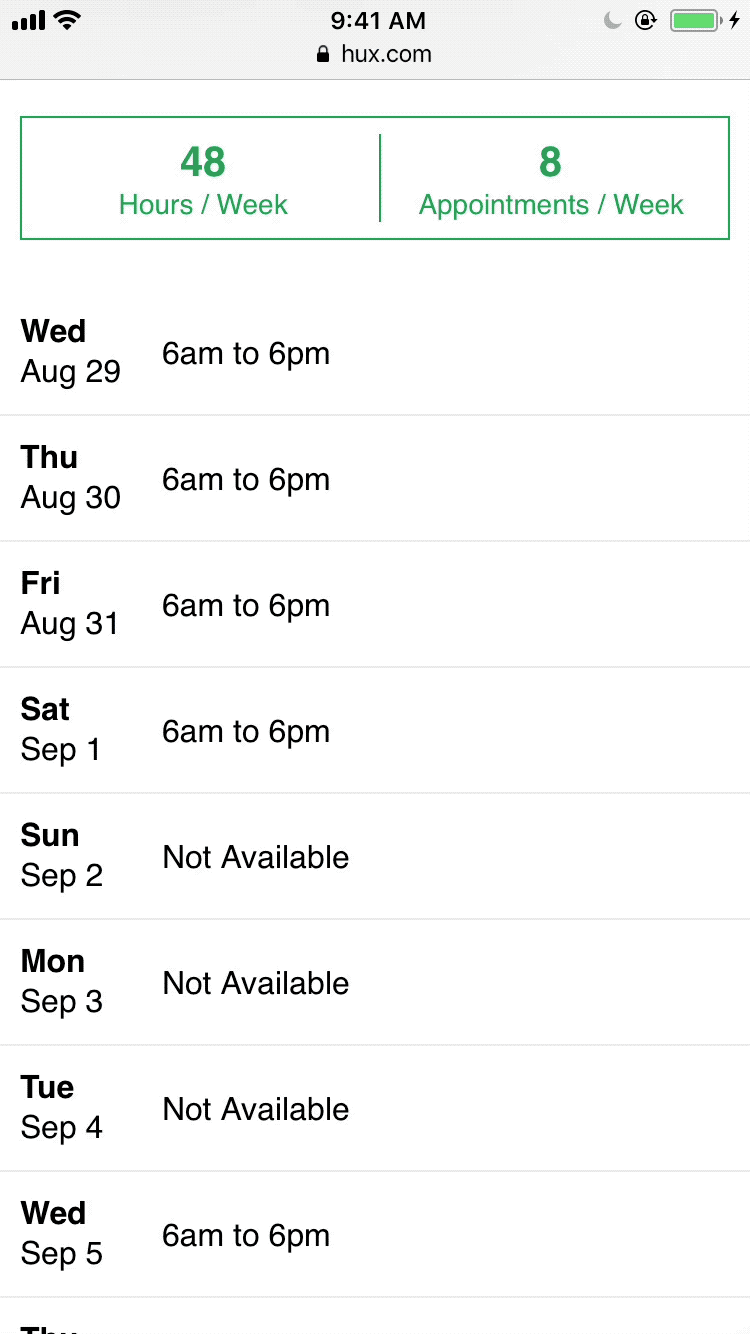 9:41 AM
hux.com
48
Hours / Week
8
Appointments / Week
Wed
Aug 29
6am to 6pm
Thu
Aug 30
6am to 6pm
Fri
Aug 31
6am to 6pm
Sat
Sep 1
6am to 6pm
Sun
Sep 2
Not Available
Mon
Sep 3
Not Available
Tue
Sep 4
Not Available
Wed
Sep 5
6am to 6pm
Thu